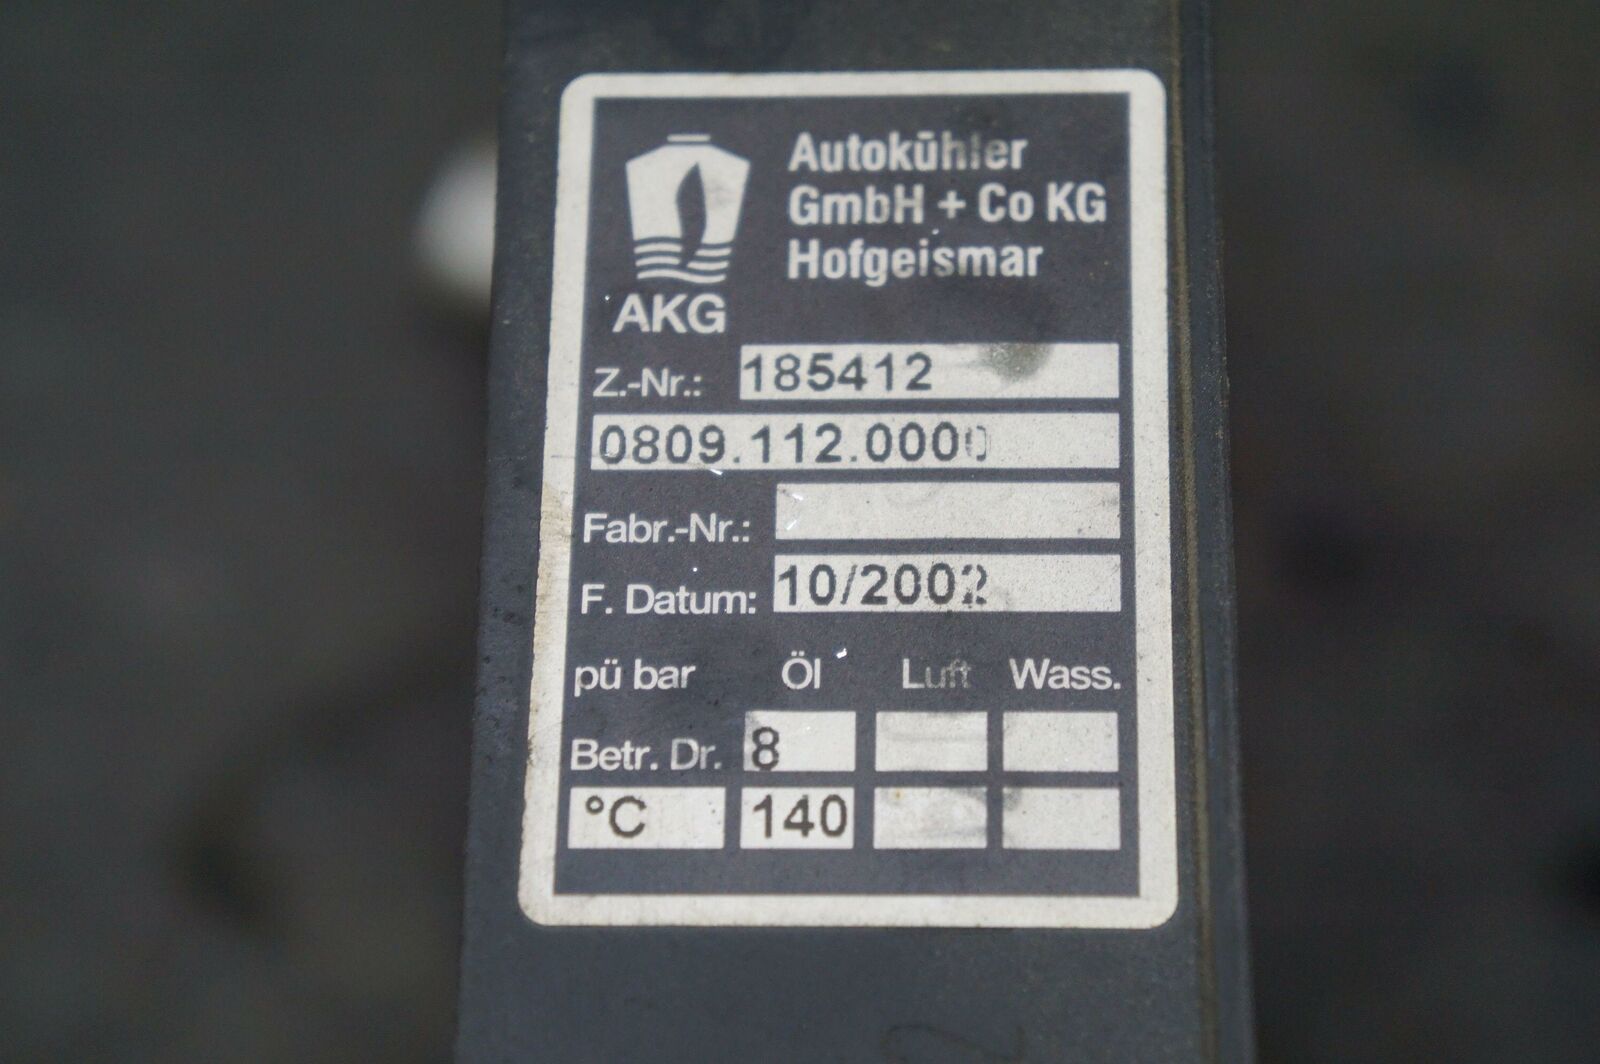 Autokühler
GmbH + Co KG
Hofgeismar
AKG
Z.-Nr.: 185412
0809.112.0000
Fabr.-Nr.:
F. Datum: 10/2002
pü bar Öl Luft Wass.
Betr. Dr. 8
°C 140